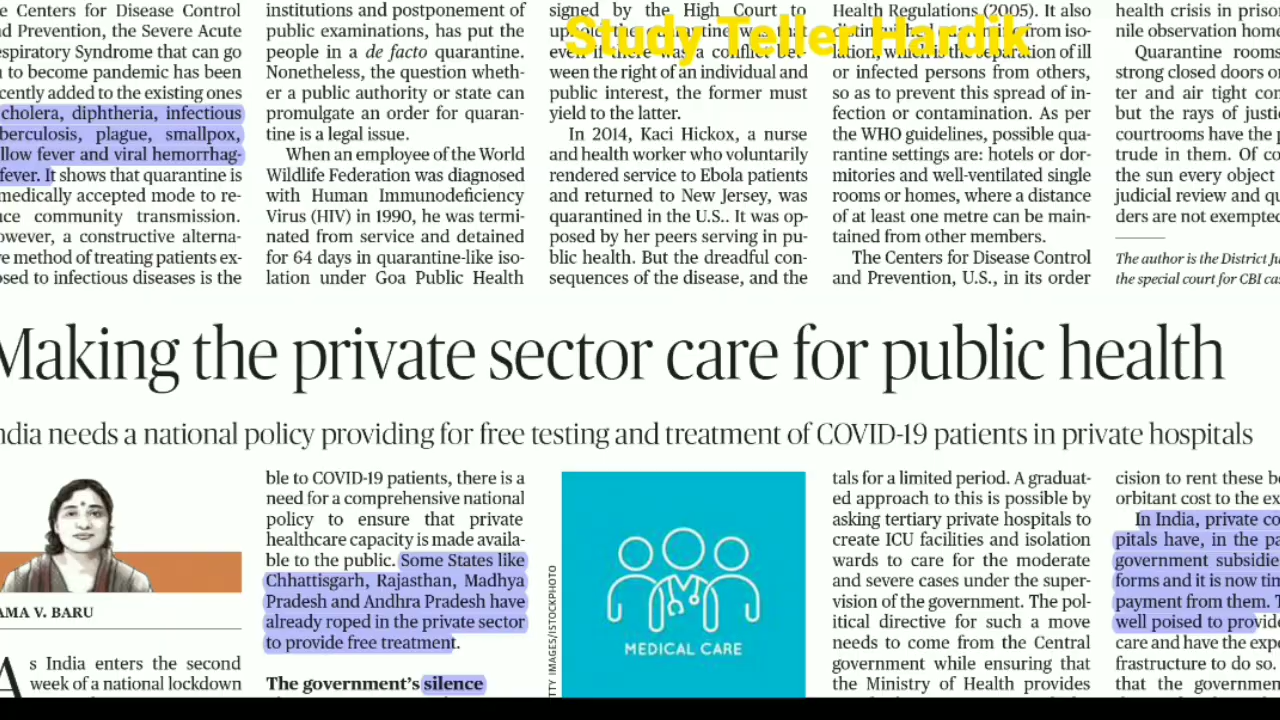 e Centers for Disease Control
d Prevention, the Severe Acute
espiratory Syndrome that can go
to become pandemic has been
cently added to the existing ones
cholera, diphtheria, infectious
berculosis, plague, smallpox,
llow fever and viral hemorrhag-
fever. It shows that quarantine is
medically accepted mode to re-
ce community transmission.
owever, a constructive alterna-
e method of treating patients ex-
osed to infectious diseases is the
institutions and postponement of
public examinations, has put the
people in a de facto quarantine.
Nonetheless, the question wheth-
er a public authority or state can
promulgate an order for quaran-
tine is a legal issue.
When an employee of the World
Wildlife Federation was diagnosed
with Human Immunodeficiency
Virus (HIV) in 1990, he was termi-
nated from service and detained
for 64 days in quarantine-like iso-
lation under Goa Public Health
signed by the High Court to
Study Teller Hardik
even if there was a conflict bet-
ween the right of an individual and
public interest, the former must
yield to the latter.
In 2014, Kaci Hickox, a nurse
and health worker who voluntarily
rendered service to Ebola patients
and returned to New Jersey, was
quarantined in the U.S.. It was op-
posed by her peers serving in pu-
blic health. But the dreadful con-
sequences of the disease, and the
Health Regulations (2005). It also
from iso-
lation, which is the separation of ill
or infected persons from others,
so as to prevent this spread of in-
fection or contamination. As per
the WHO guidelines, possible qua-
rantine settings are: hotels or dor-
mitories and well-ventilated single
rooms or homes, where a distance
of at least one metre can be main-
tained from other members.
The Centers for Disease Control
and Prevention, U.S., in its order
health crisis in prison
nile observation home
Quarantine rooms
strong closed doors or
ter and air tight con
but the rays of justic
courtrooms have the p
trude in them. Of co
the sun every object
judicial review and qu
ders are not exempted
The author is the District Ju
the special court for CBI cas
Making the private sector care for public health
ndia needs a national policy providing for free testing and treatment of COVID-19 patients in private hospitals
AMA V. BARU
As India enters the second
week of a national lockdown
ble to COVID-19 patients, there is a
need for a comprehensive national
policy to ensure that private
healthcare capacity is made availa-
ble to the public. Some States like
Chhattisgarh, Rajasthan, Madhya
Pradesh and Andhra Pradesh have
already roped in the private sector
to provide free treatment.
The government's silence
TTY IMAGES/ISTOCKPHOTO
MEDICAL CARE
tals for a limited period. A graduat-
ed approach to this is possible by
asking tertiary private hospitals to
create ICU facilities and isolation
wards to care for the moderate
and severe cases under the super-
vision of the government. The pol-
itical directive for such a move
needs to come from the Central
government while ensuring that
the Ministry of Health provides
cision to rent these be
orbitant cost to the ex
In India, private co
pitals have, in the pa
government subsidie
forms and it is now tim
payment from them. T
well poised to provide
care and have the expe
frastructure to do so.
that the governmen